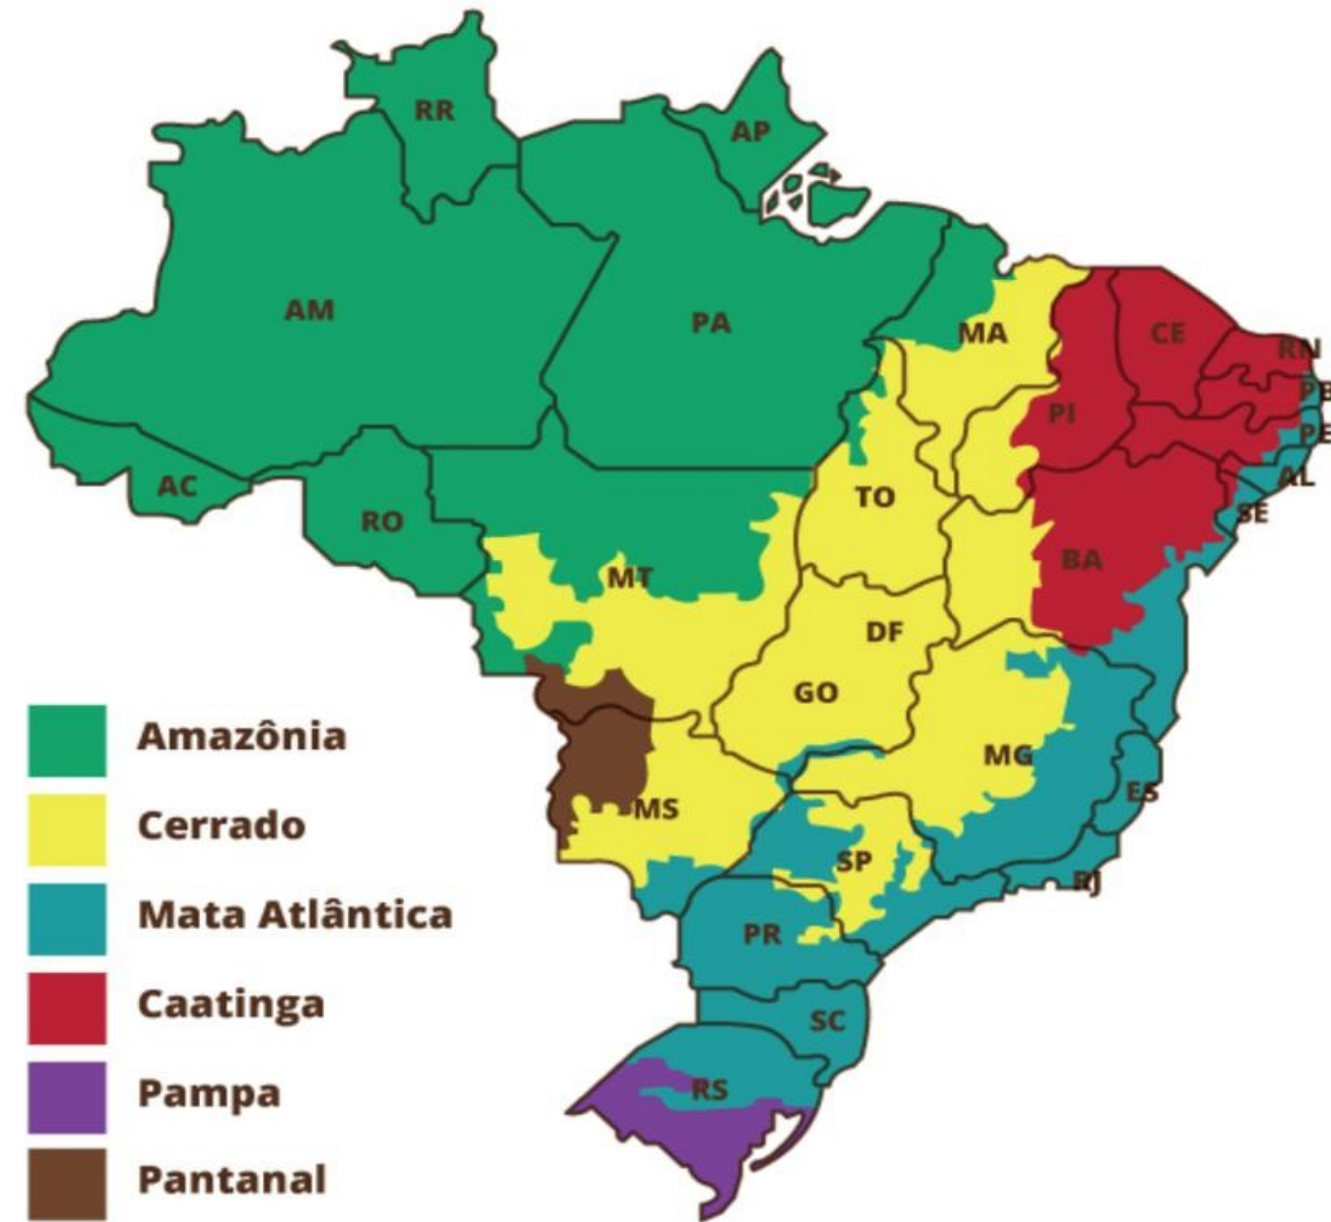 RR
AP
AM
PA
MA
CE
RN
PB
PI
PE
AL
AC
TO
SE
RO
BA
MT
DF
GO
Amazônia
MG
ES
MS
Cerrado
SP
RJ
Mata Atlântica
PR
Caatinga
SC
Pampa
RS
Pantanal